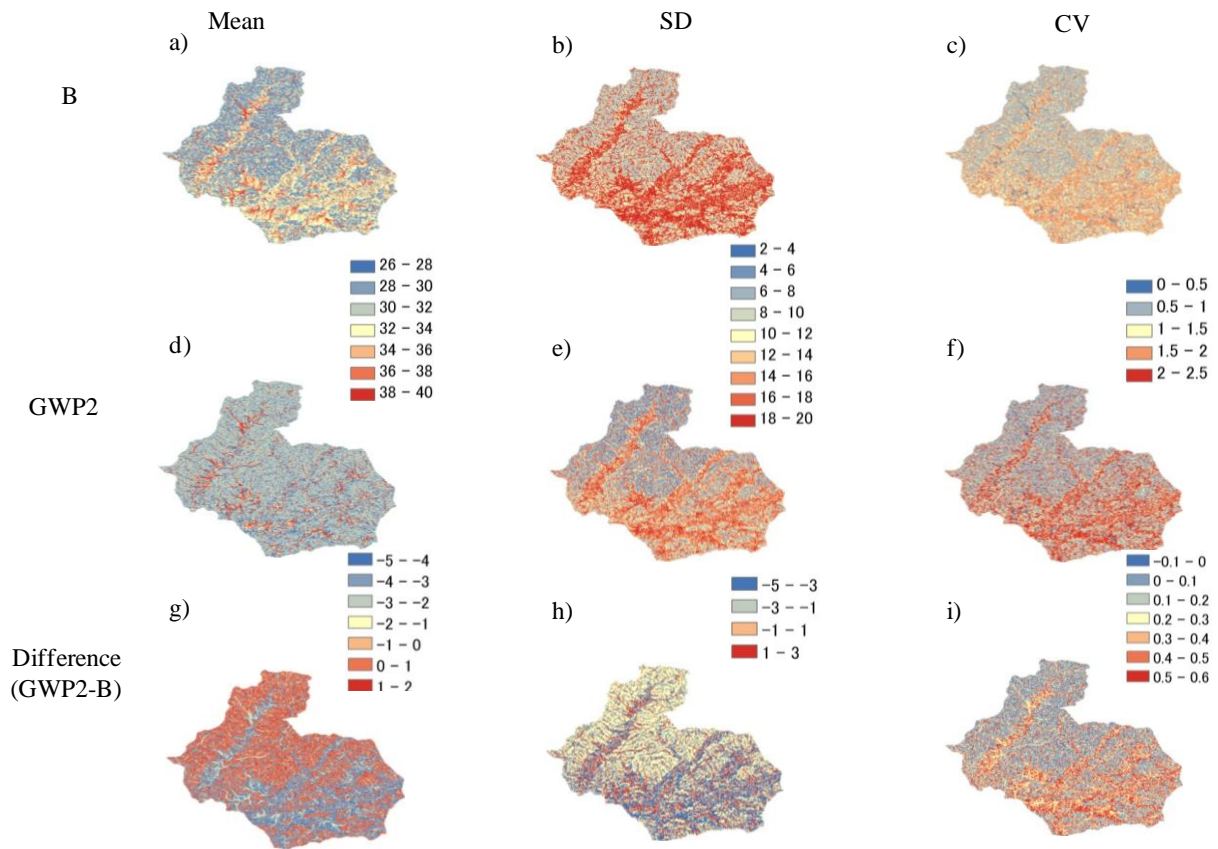 Mean
SD
CV
a)
b)
c)
B
26 – 28
28 – 30
30 – 32
32 – 34
34 – 36
36 – 38
38 – 40
2 – 4
4 – 6
6 – 8
8 – 10
10 – 12
12 – 14
14 – 16
16 – 18
18 – 20
0 – 0.5
0.5 – 1
1 – 1.5
1.5 – 2
2 – 2.5
d)
e)
f)
GWP2
-5 – -4
-4 – -3
-3 – -2
-2 – -1
-1 – 0
0 – 1
1 – 2
-5 – -3
-3 – -1
-1 – 1
1 – 3
-0.1 – 0
0 – 0.1
0.1 – 0.2
0.2 – 0.3
0.3 – 0.4
0.4 – 0.5
0.5 – 0.6
g)
h)
i)
Difference
(GWP2-B)